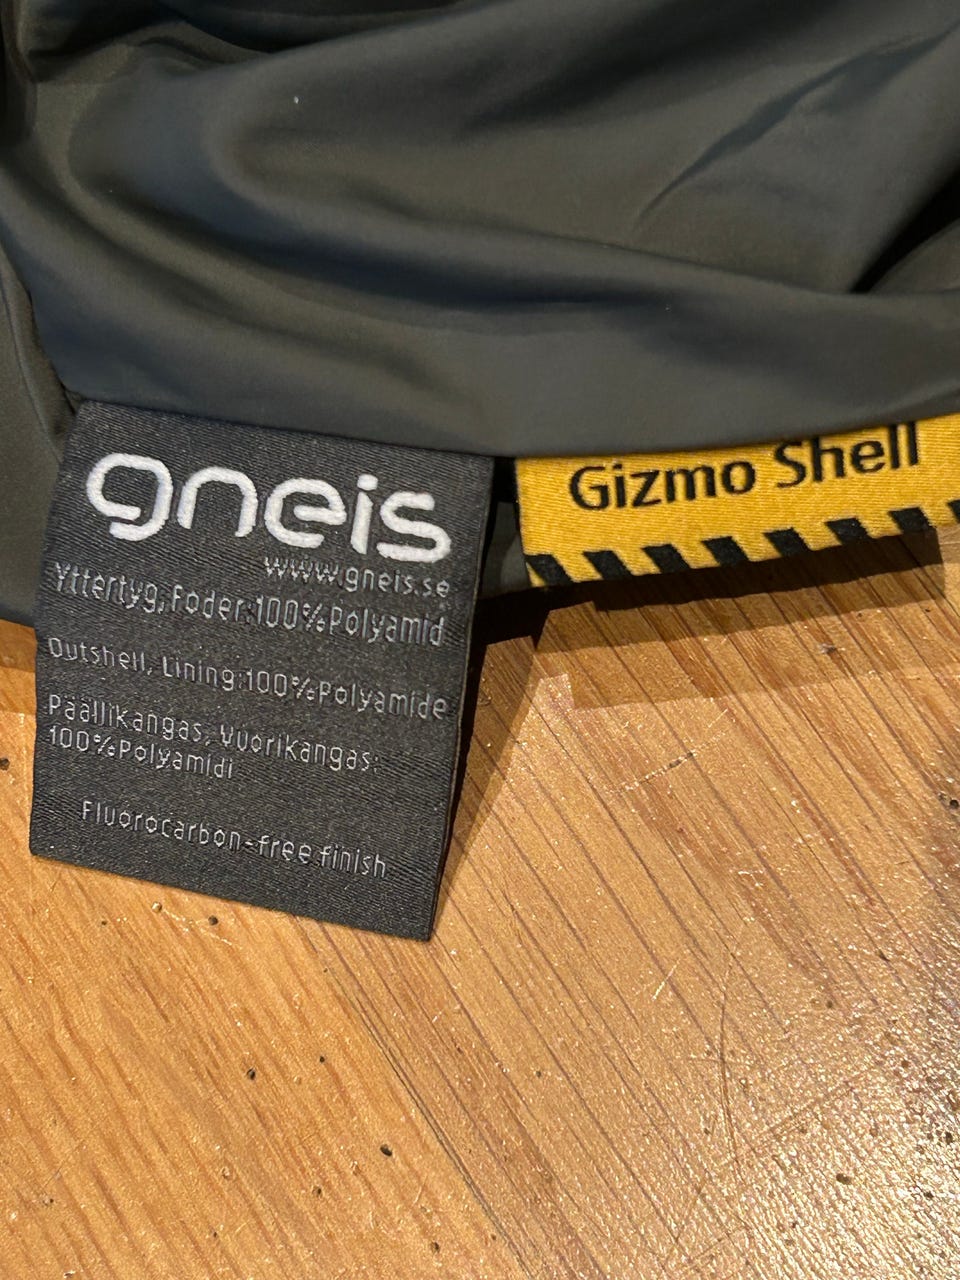 gneis
www.gneis.se
Yttertyg, Foder:100%Polyamid
Outshell, Lining:100%Polyamide
Päällikangas, Vuorikangas:
100%Polyamidi
Fluorocarbon-free finish
Gizmo Shell